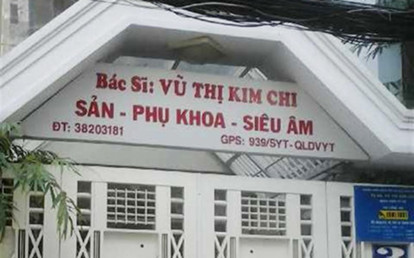 Bác Sĩ: VŨ THỊ KIM CHI
SẢN - PHỤ KHOA - SIÊU ÂM
ĐT: 38203181
GPS: 939/SYT-QLDVYT